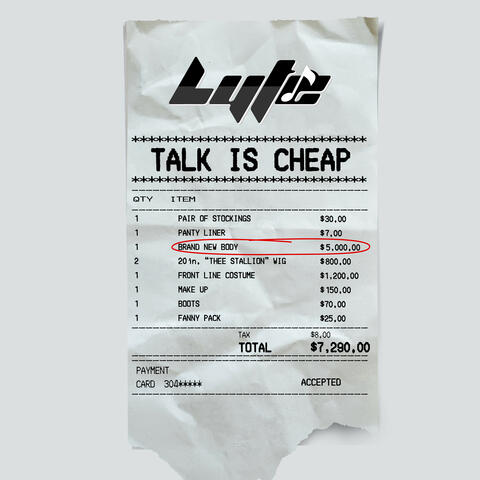 Lyfe
*****************************
TALK IS CHEAP
*****************************
QTY ITEM
1 PAIR OF STOCKINGS $30.00
1 PANTY LINER $7.00
1 BRAND NEW BODY $5,000.00
2 20in. "THEE STALLION" WIG $800.00
1 FRONT LINE COSTUME $1,200.00
1 MAKE UP $150.00
1 BOOTS $70.00
1 FANNY PACK $25.00
TAX $8.00
TOTAL $7,290.00
PAYMENT
CARD 304***** ACCEPTED